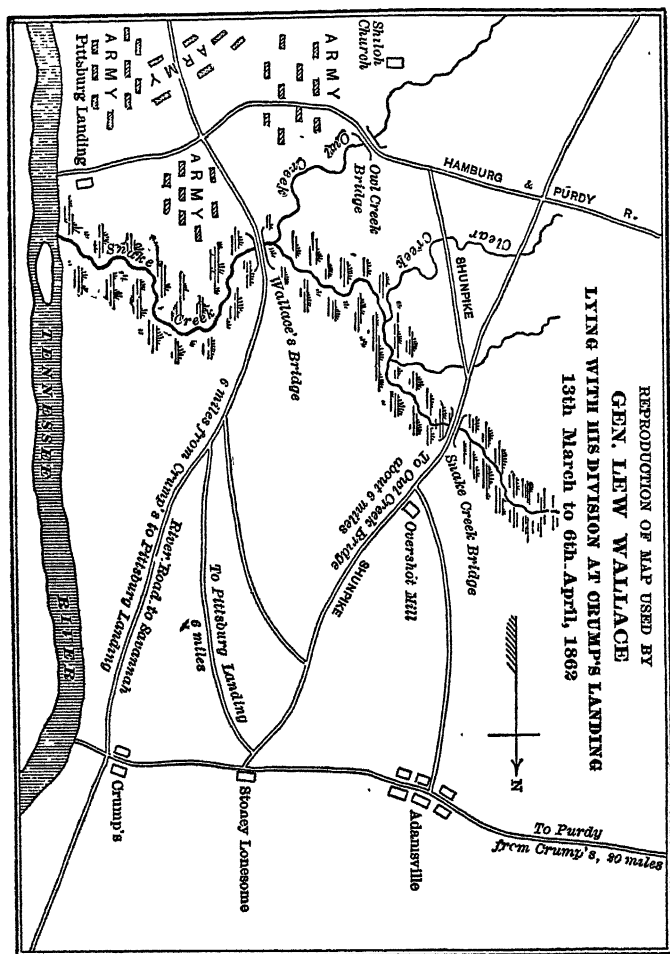 REPRODUCTION OF MAP USED BY
GEN. LEW WALLACE
LYING WITH HIS DIVISION AT CRUMP'S LANDING
13th March to 6th April, 1862
N
To Purdy
from Crump's, 20 miles
HAMBURG & PURDY R.
Shiloh
Church
Owl Creek
Bridge
Owl
Creek
Clear
Creek
SHUNPIKE
Snake Creek Bridge
Overshot Mill
To Owl Creek Bridge
about 6 miles
SHUNPIKE
Adamsville
ARMY
ARMY
ARMY
ARMY
Wallace's Bridge
To Pittsburg Landing
6 miles
Stoney Lonesome
6 miles from Crump's to Pittsburg Landing
River Road to Savannah
Crump's
Pittsburg Landing
Snake
Creek
TENNESSEE
RIVER